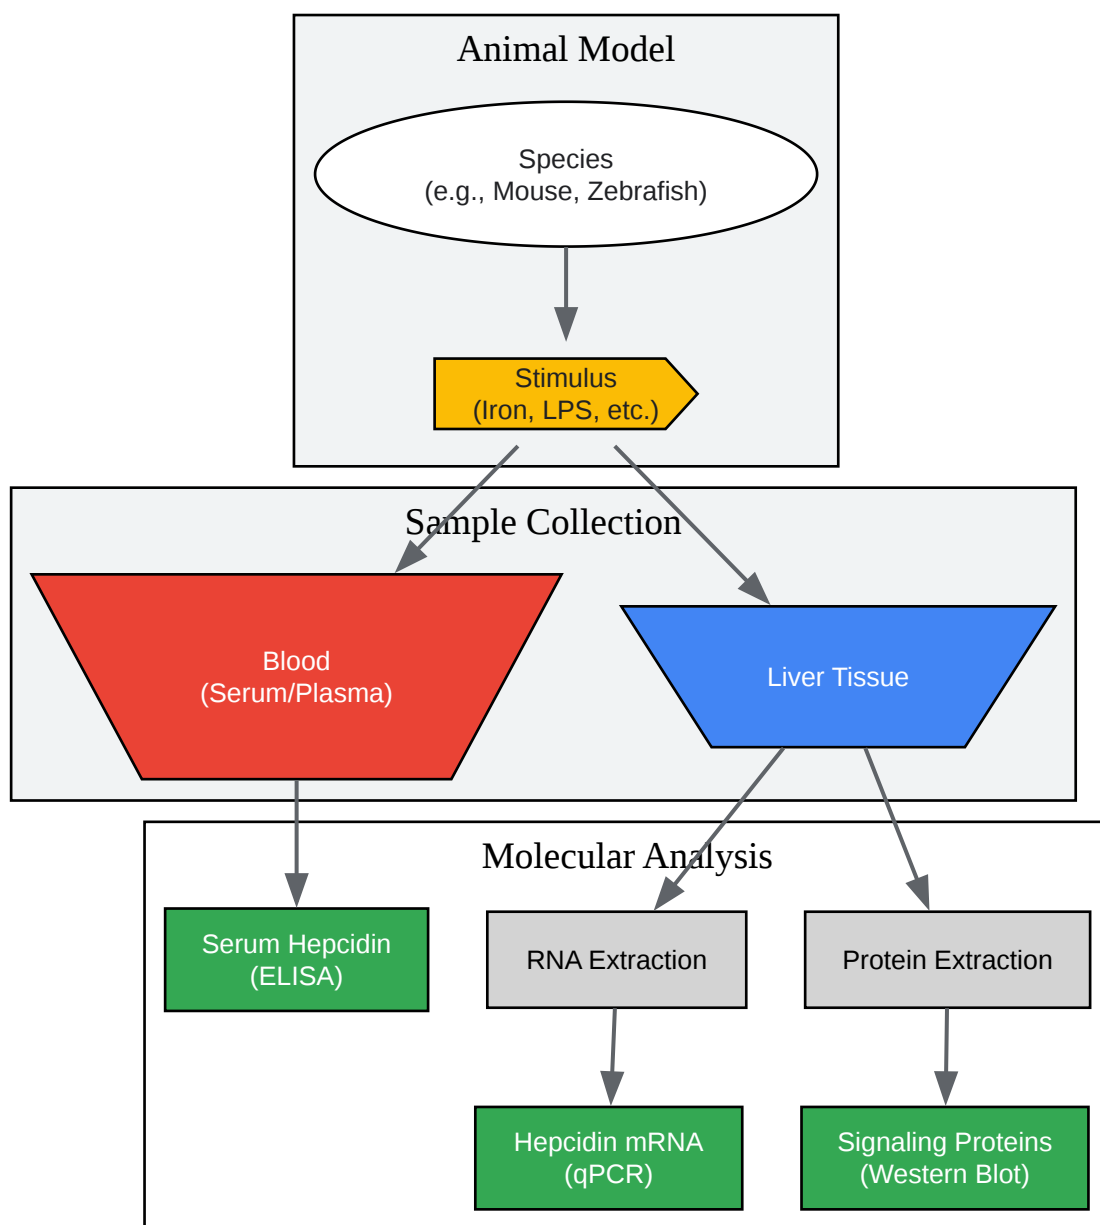 Animal Model
Species
(e.g., Mouse, Zebrafish)
Stimulus
(Iron, LPS, etc.)
Sample Collection
Blood
(Serum/Plasma)
Liver Tissue
Molecular Analysis
Serum Hepcidin
(ELISA)
RNA Extraction
Protein Extraction
Hepcidin mRNA
(qPCR)
Signaling Proteins
(Western Blot)